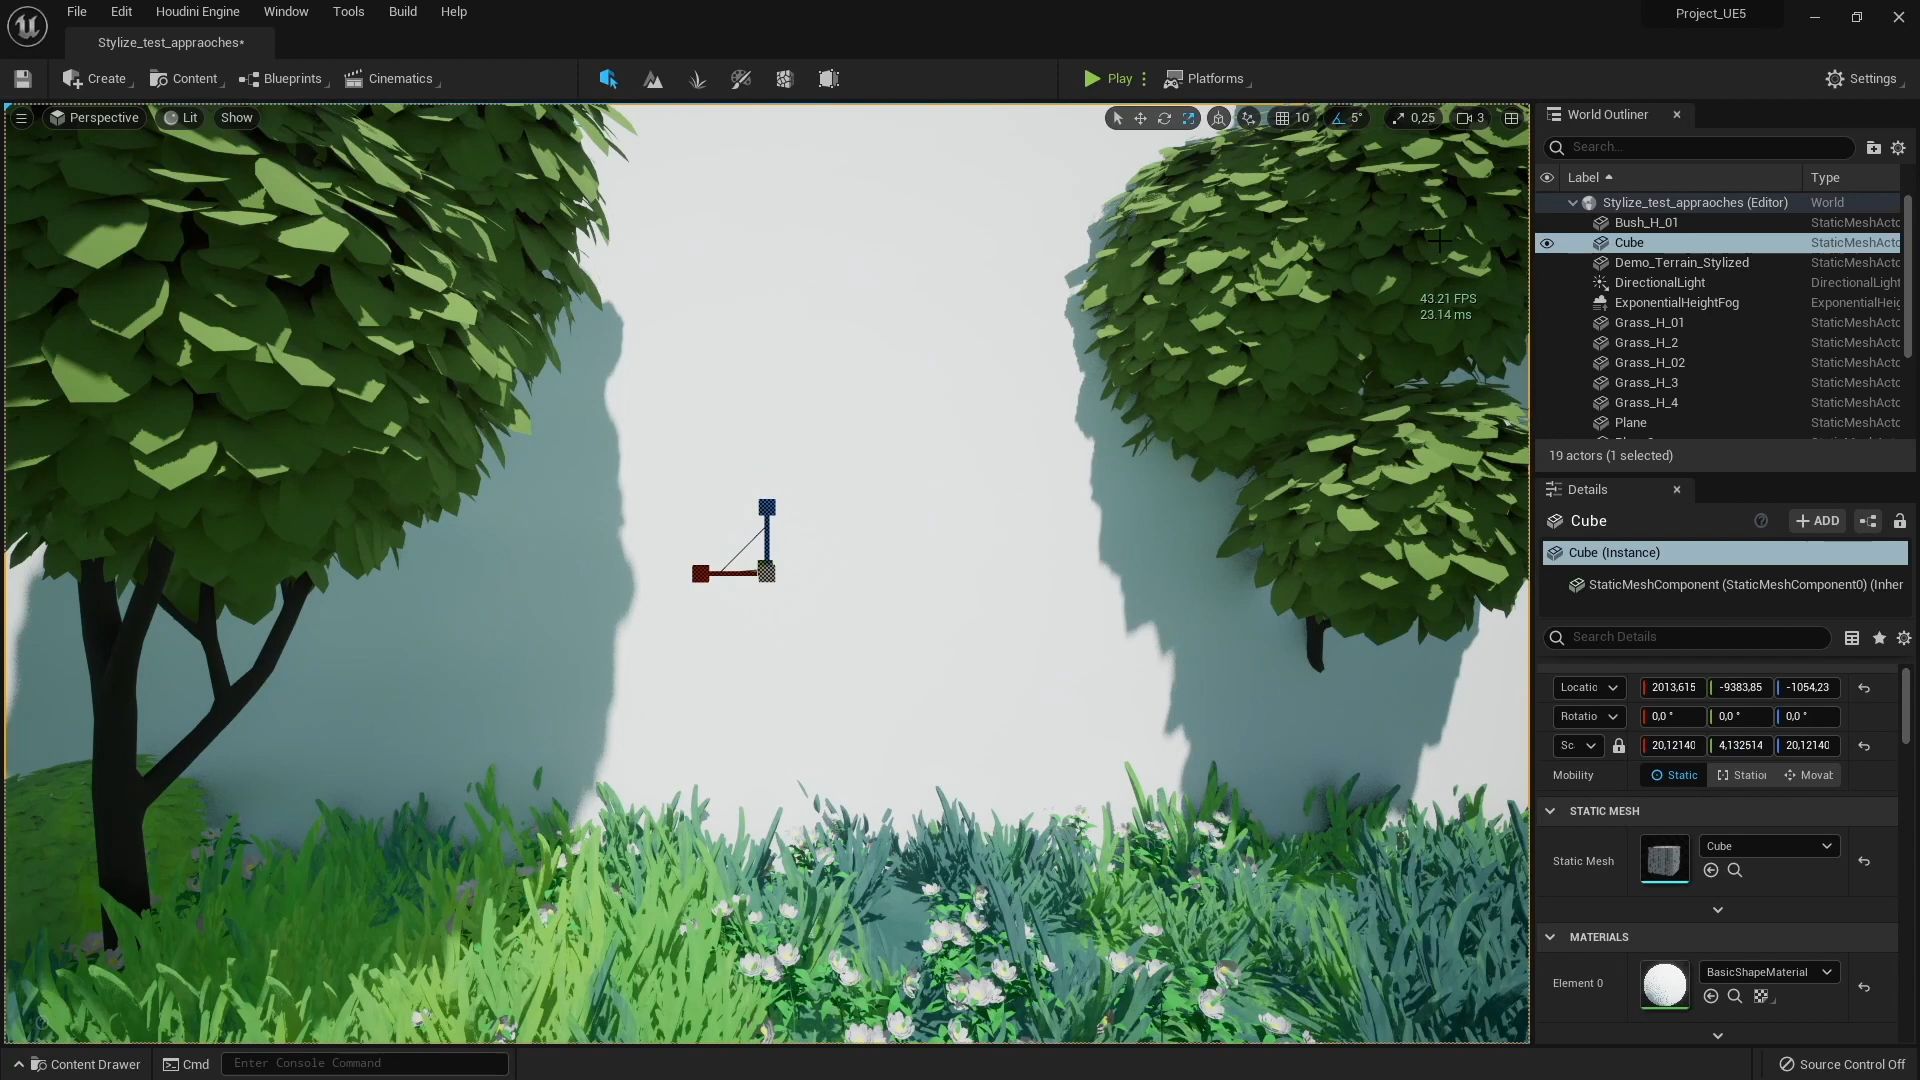 File Edit Houdini Engine Window Tools Build Help
Project_UE5
Stylize_test_appraoches*
Create Content Blueprints Cinematics Play Platforms Settings
Perspective Lit Show 10 5° 0,25 3
43.21 FPS
23.14 ms
World Outliner
Search...
Label Type
Stylize_test_appraoches (Editor) World
Bush_H_01 StaticMeshActo
Cube StaticMeshActo
Demo_Terrain_Stylized StaticMeshActo
DirectionalLight DirectionalLight
ExponentialHeightFog ExponentialHeig
Grass_H_01 StaticMeshActo
Grass_H_2 StaticMeshActo
Grass_H_02 StaticMeshActo
Grass_H_3 StaticMeshActo
Grass_H_4 StaticMeshActo
Plane StaticMeshActo
19 actors (1 selected)
Details
Cube ADD
Cube (Instance)
StaticMeshComponent (StaticMeshComponent0) (Inher
Search Details
Locatio 2013,615 -9383,85 -1054,23
Rotatio 0,0 ° 0,0 ° 0,0 °
Sc 20,12140 4,132514 20,12140
Mobility Static Station Movab
STATIC MESH
Static Mesh Cube
MATERIALS
Element 0 BasicShapeMaterial
Content Drawer Cmd Enter Console Command Source Control Off